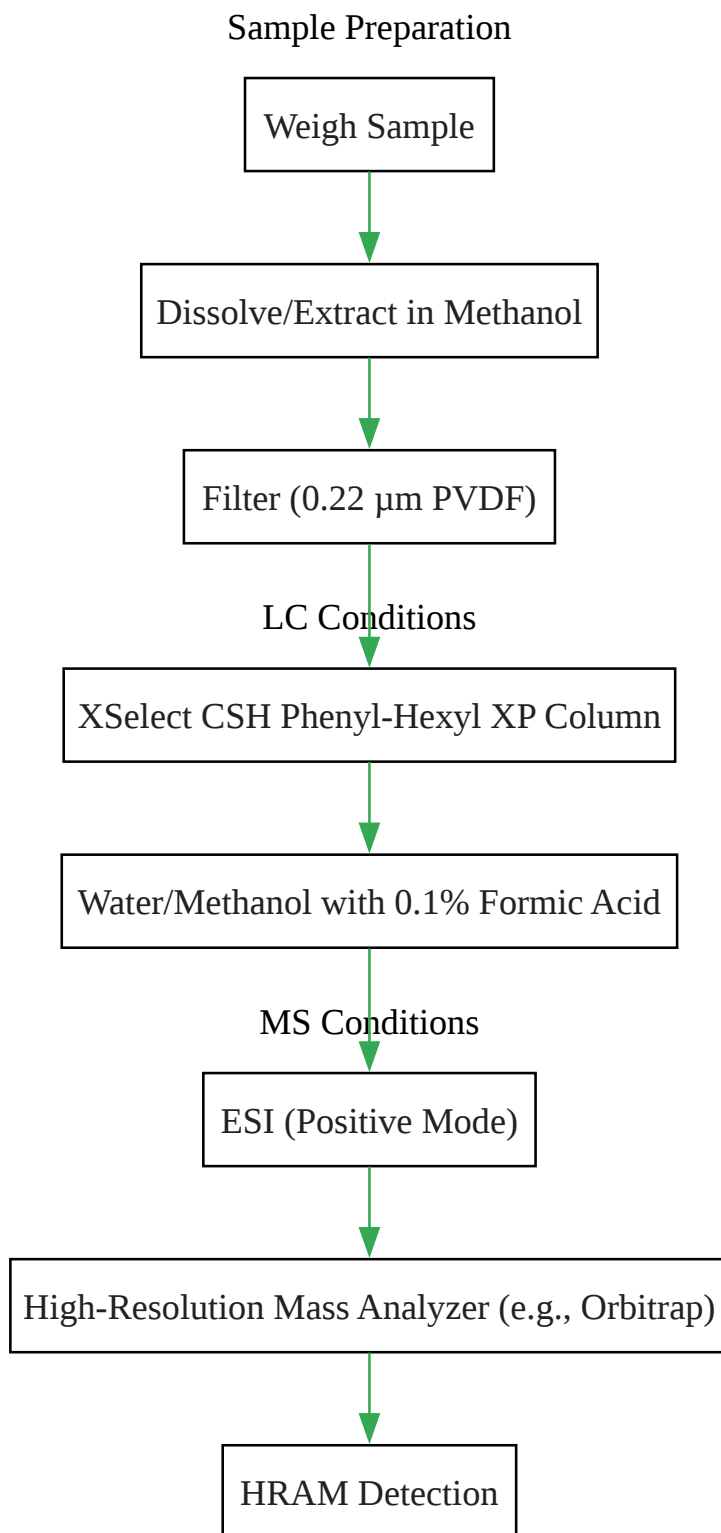 Sample Preparation
Weigh Sample
Dissolve/Extract in Methanol
Filter (0.22 µm PVDF)
LC Conditions
XSelect CSH Phenyl-Hexyl XP Column
Water/Methanol with 0.1% Formic Acid
MS Conditions
ESI (Positive Mode)
High-Resolution Mass Analyzer (e.g., Orbitrap)
HRAM Detection